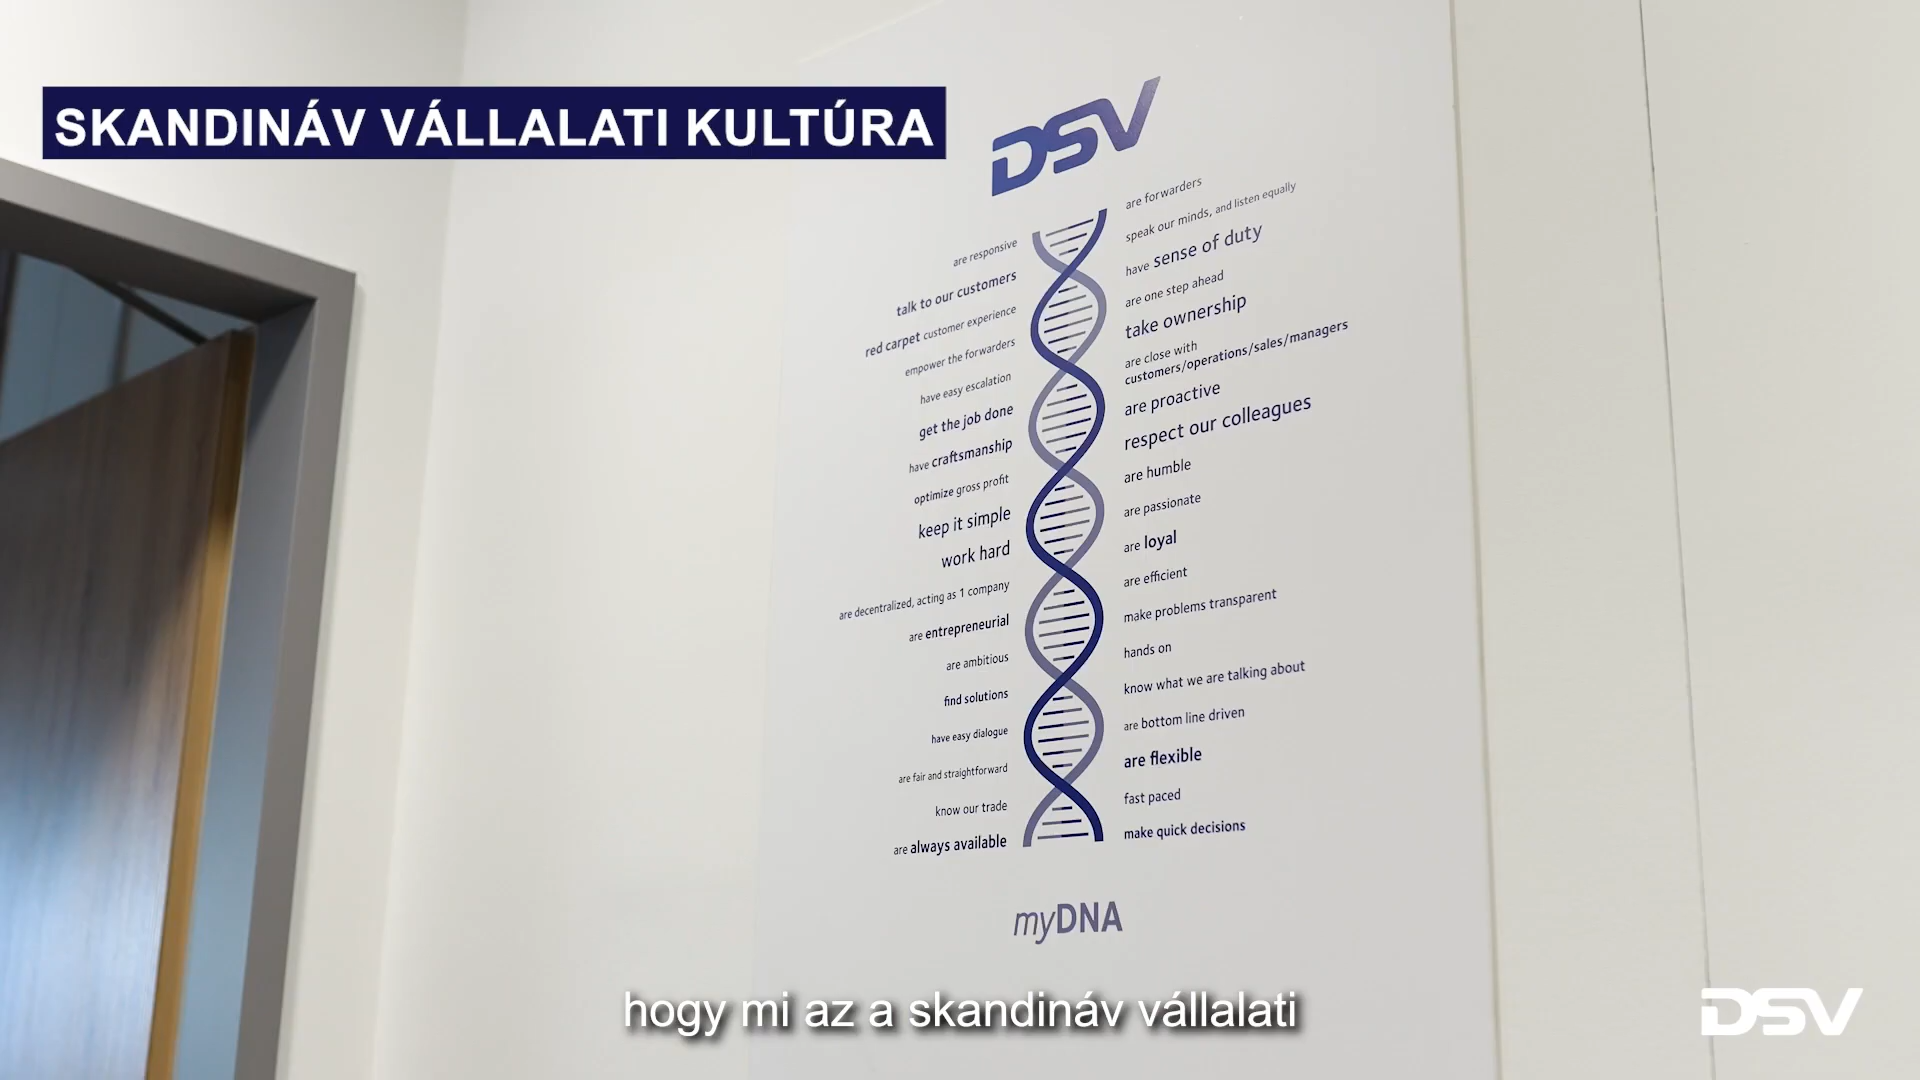 SKANDINÁV VÁLLALATI KULTÚRA
DSV
are responsive
talk to our customers
red carpet customer experience
empower the forwarders
have easy escalation
get the job done
have craftsmanship
optimize gross profit
keep it simple
work hard
are decentralized, acting as 1 company
are entrepreneurial
are ambitious
find solutions
have easy dialogue
are fair and straightforward
know our trade
are always available
are forwarders
speak our minds, and listen equally
have sense of duty
are one step ahead
take ownership
are close with
customers/operations/sales/managers
are proactive
respect our colleagues
are humble
are passionate
are loyal
are efficient
make problems transparent
hands on
know what we are talking about
are bottom line driven
are flexible
fast paced
make quick decisions
myDNA
hogy mi az a skandináv vállalati
DSV